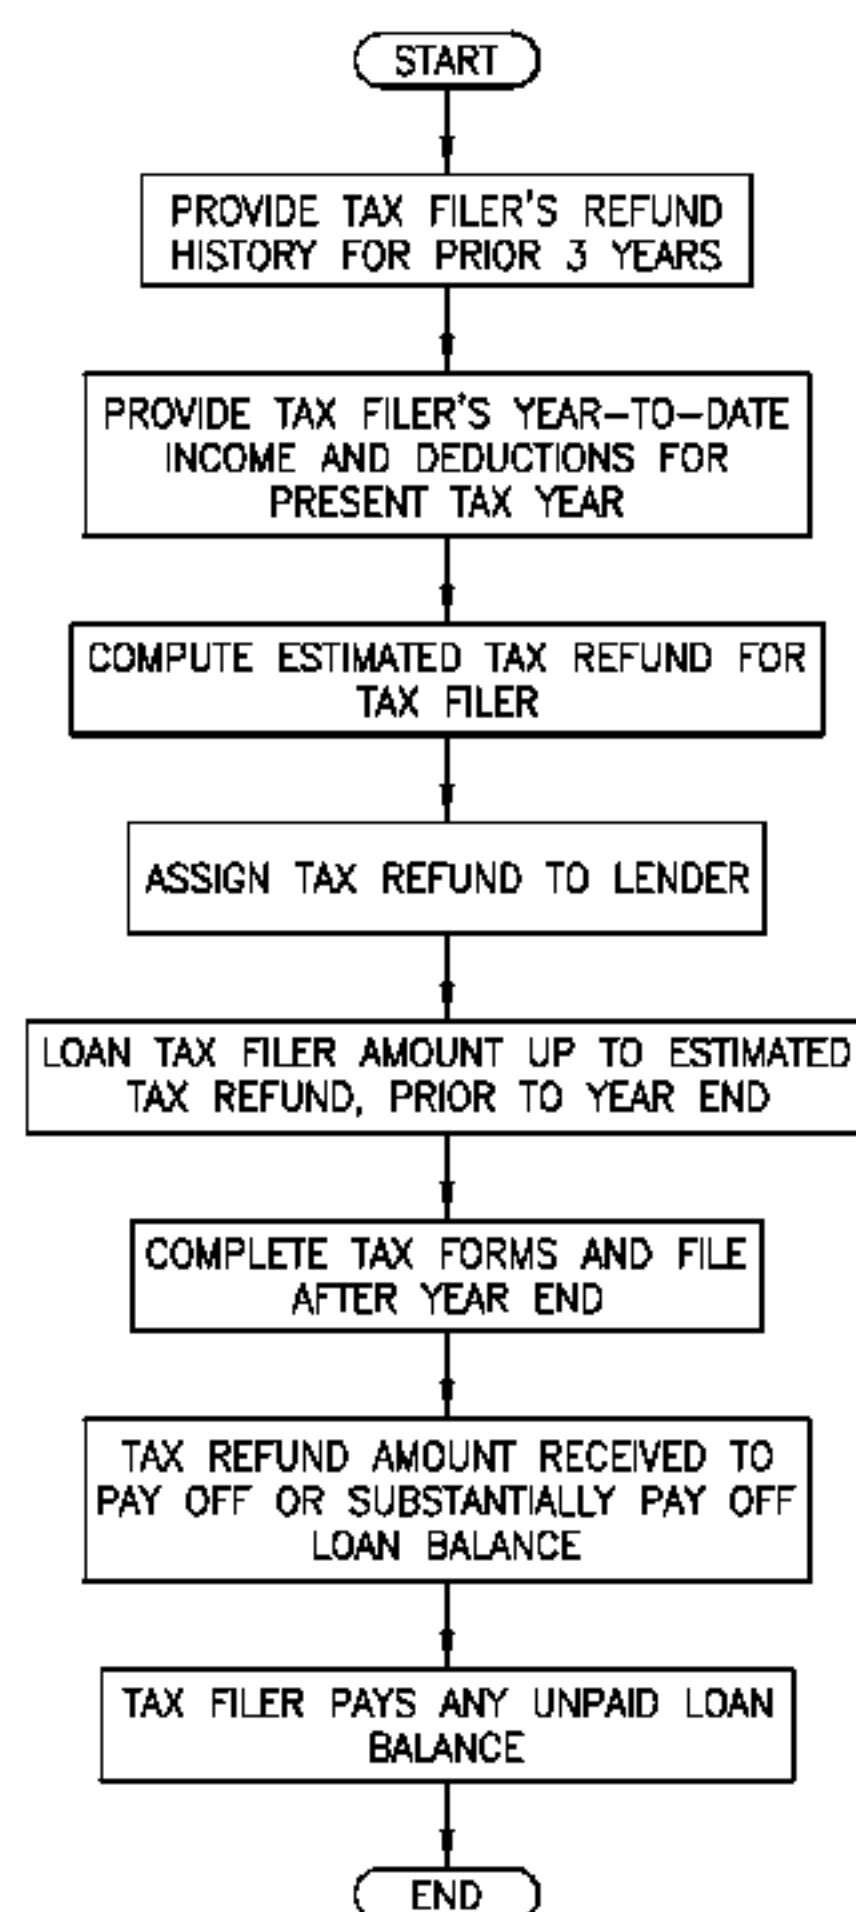 START
PROVIDE TAX FILER'S REFUND
HISTORY FOR PRIOR 3 YEARS
PROVIDE TAX FILER'S YEAR-TO-DATE
INCOME AND DEDUCTIONS FOR
PRESENT TAX YEAR
COMPUTE ESTIMATED TAX REFUND FOR
TAX FILER
ASSIGN TAX REFUND TO LENDER
LOAN TAX FILER AMOUNT UP TO ESTIMATED
TAX REFUND, PRIOR TO YEAR END
COMPLETE TAX FORMS AND FILE
AFTER YEAR END
TAX REFUND AMOUNT RECEIVED TO
PAY OFF OR SUBSTANTIALLY PAY OFF
LOAN BALANCE
TAX FILER PAYS ANY UNPAID LOAN
BALANCE
END